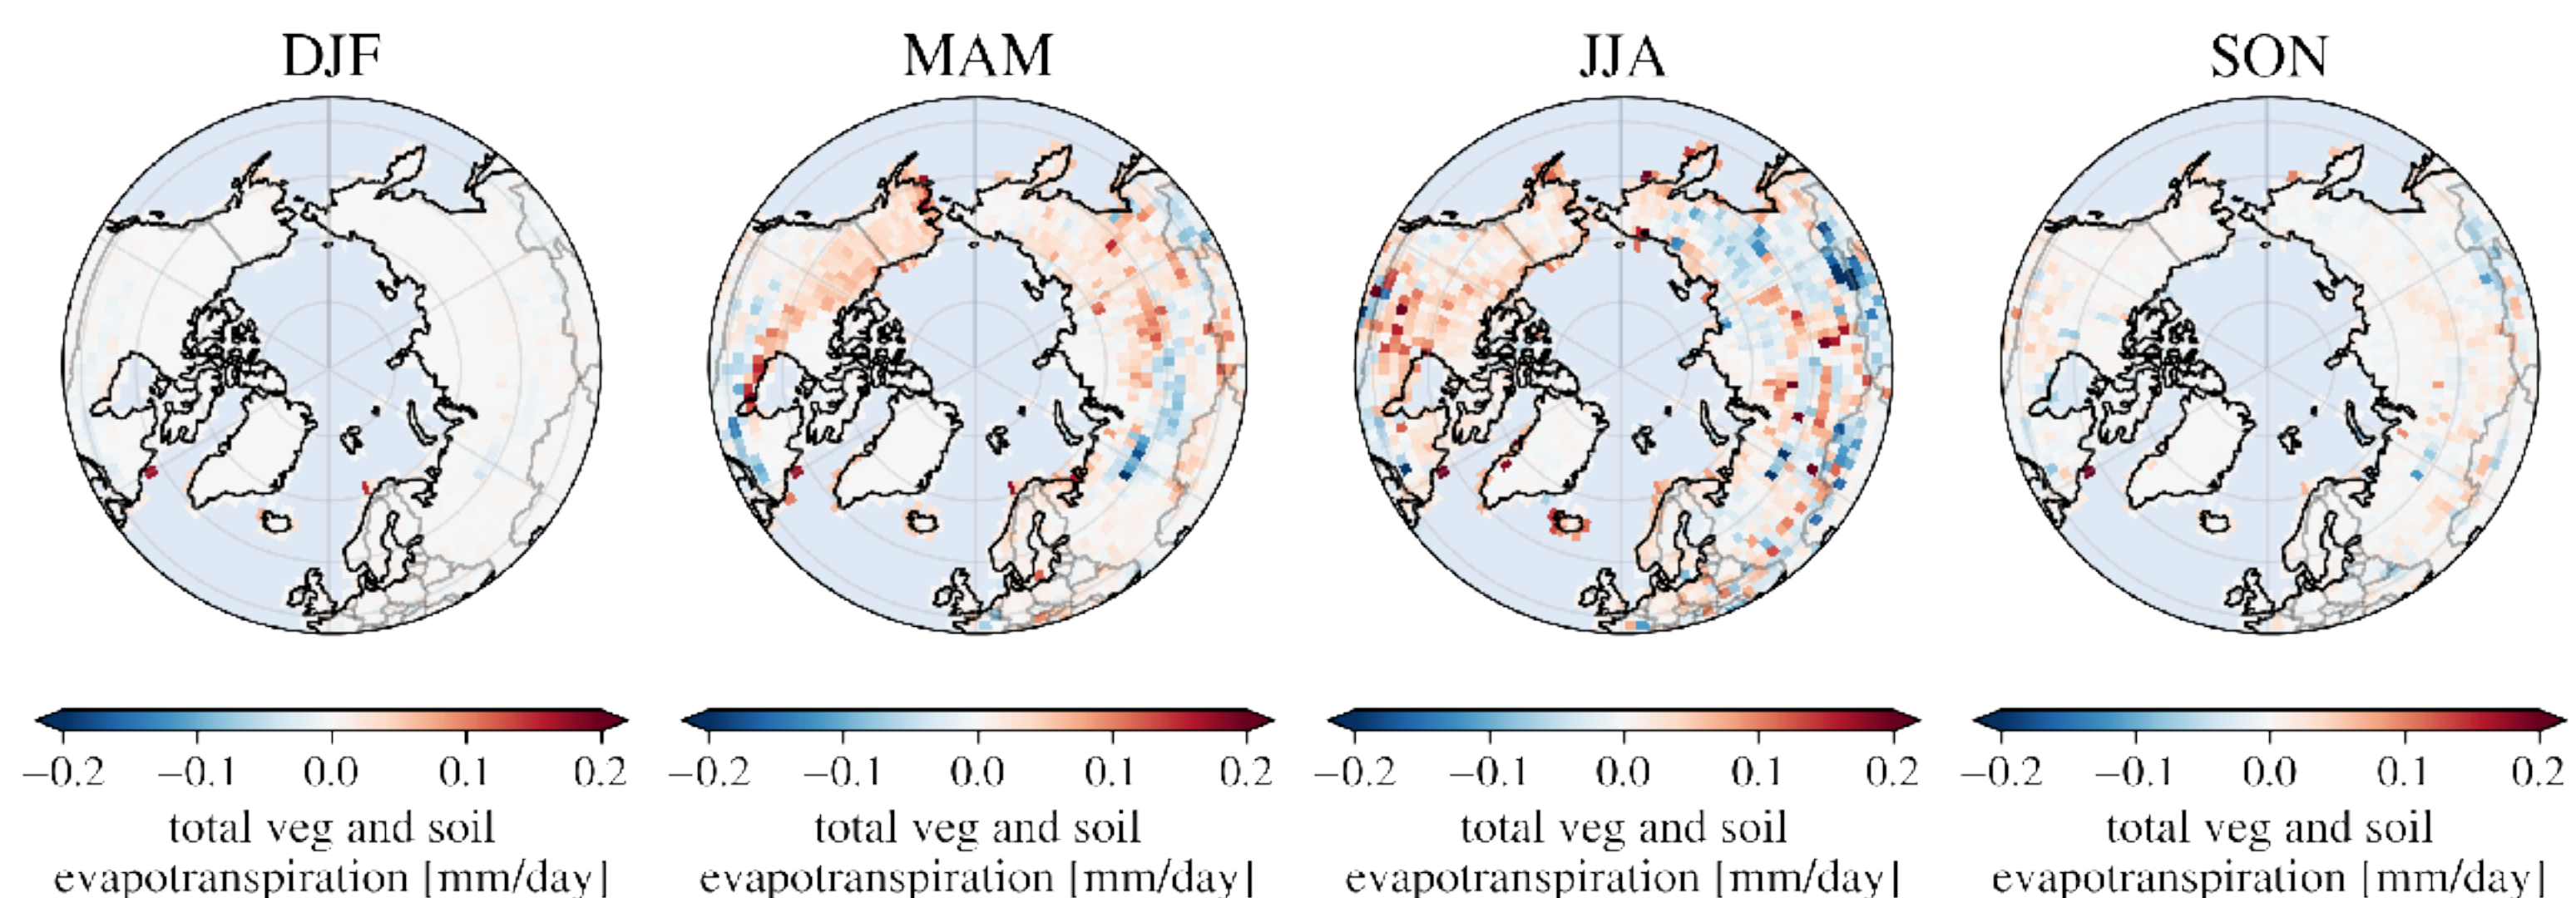 DJF MAM JJA SON
−0.2 −0.1 0.0 0.1 0.2 −0.2 −0.1 0.0 0.1 0.2 −0.2 −0.1 0.0 0.1 0.2 −0.2 −0.1 0.0 0.1 0.2
total veg and soil total veg and soil total veg and soil total veg and soil
evapotranspiration [mm/day] evapotranspiration [mm/day] evapotranspiration [mm/day] evapotranspiration [mm/day]